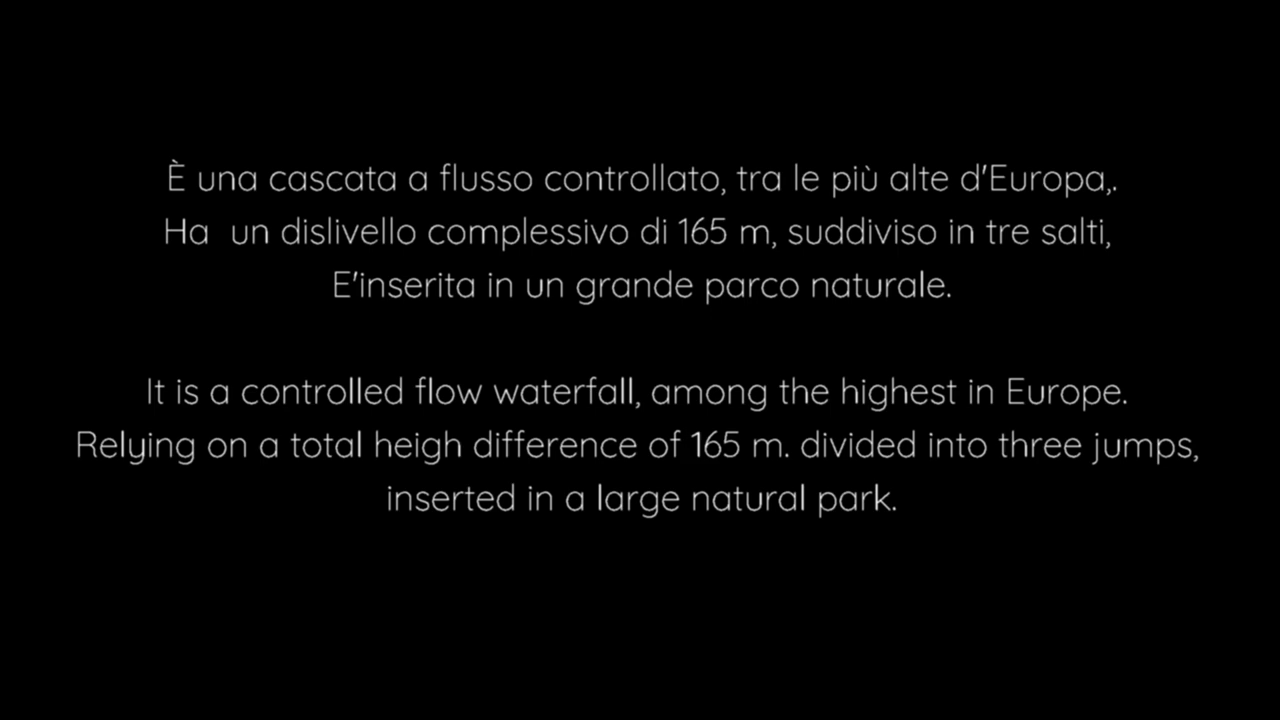 È una cascata a flusso controllato, tra le più alte d'Europa,.
Ha  un dislivello complessivo di 165 m, suddiviso in tre salti,
E'inserita in un grande parco naturale.
It is a controlled flow waterfall, among the highest in Europe.
Relying on a total heigh difference of 165 m. divided into three jumps,
inserted in a large natural park.